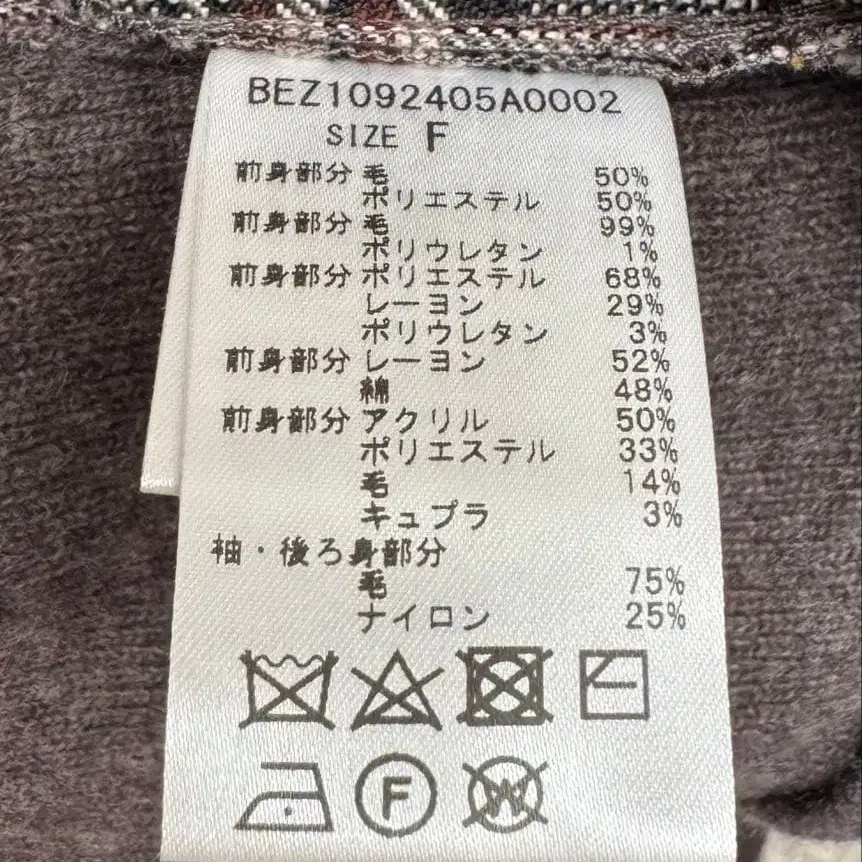 BEZ1092405A0002
SIZE F
前身部分 毛 50%
ポリエステル 50%
前身部分 毛 99%
ポリウレタン 1%
前身部分 ポリエステル 68%
レーヨン 29%
ポリウレタン 3%
前身部分 レーヨン 52%
綿 48%
前身部分 アクリル 50%
ポリエステル 33%
毛 14%
キュプラ 3%
袖・後ろ身部分
毛 75%
ナイロン 25%
F W